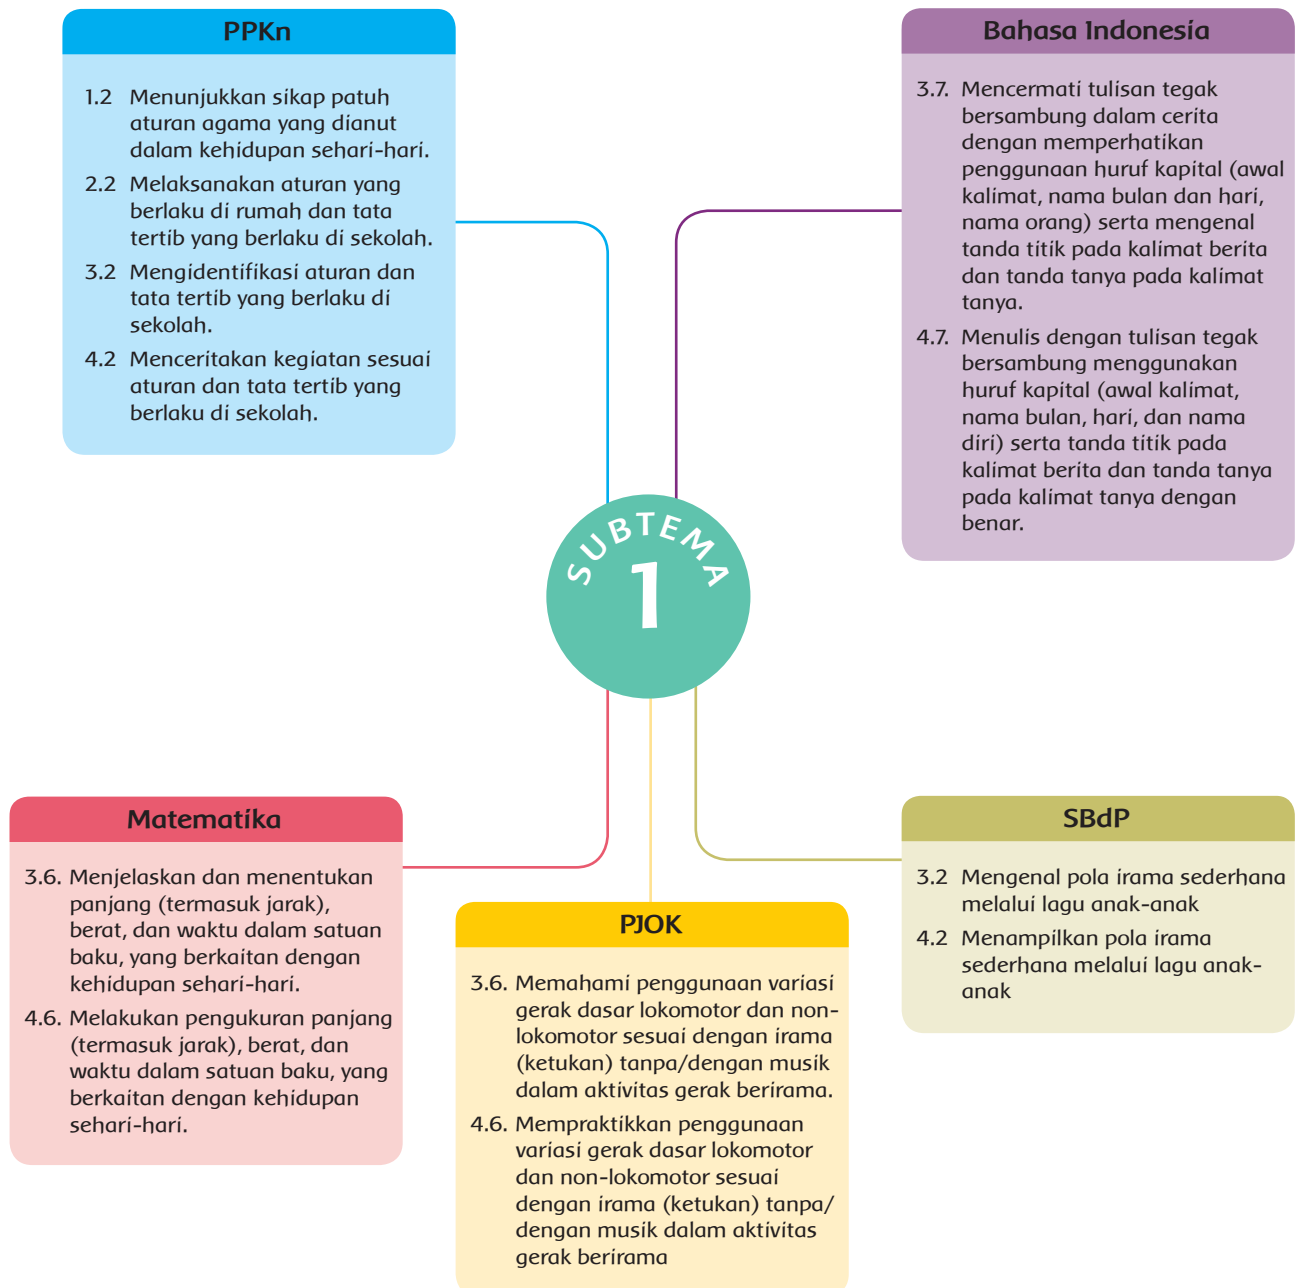 PPKn
1.2 Menunjukkan sikap patuh
aturan agama yang dianut
dalam kehidupan sehari-hari.
2.2 Melaksanakan aturan yang
berlaku di rumah dan tata
tertib yang berlaku di sekolah.
3.2 Mengidentifikasi aturan dan
tata tertib yang berlaku di
sekolah.
4.2 Menceritakan kegiatan sesuai
aturan dan tata tertib yang
berlaku di sekolah.
Bahasa Indonesia
3.7. Mencermati tulisan tegak
bersambung dalam cerita
dengan memperhatikan
penggunaan huruf kapital (awal
kalimat, nama bulan dan hari,
nama orang) serta mengenal
tanda titik pada kalimat berita
dan tanda tanya pada kalimat
tanya.
4.7. Menulis dengan tulisan tegak
bersambung menggunakan
huruf kapital (awal kalimat,
nama bulan, hari, dan nama
diri) serta tanda titik pada
kalimat berita dan tanda tanya
pada kalimat tanya dengan
benar.
SUBTEMA
1
Matematika
3.6. Menjelaskan dan menentukan
panjang (termasuk jarak),
berat, dan waktu dalam satuan
baku, yang berkaitan dengan
kehidupan sehari-hari.
4.6. Melakukan pengukuran panjang
(termasuk jarak), berat, dan
waktu dalam satuan baku, yang
berkaitan dengan kehidupan
sehari-hari.
PJOK
3.6. Memahami penggunaan variasi
gerak dasar lokomotor dan non-
lokomotor sesuai dengan irama
(ketukan) tanpa/dengan musik
dalam aktivitas gerak berirama.
4.6. Mempraktikkan penggunaan
variasi gerak dasar lokomotor
dan non-lokomotor sesuai
dengan irama (ketukan) tanpa/
dengan musik dalam aktivitas
gerak berirama
SBdP
3.2 Mengenal pola irama sederhana
melalui lagu anak-anak
4.2 Menampilkan pola irama
sederhana melalui lagu anak-
anak